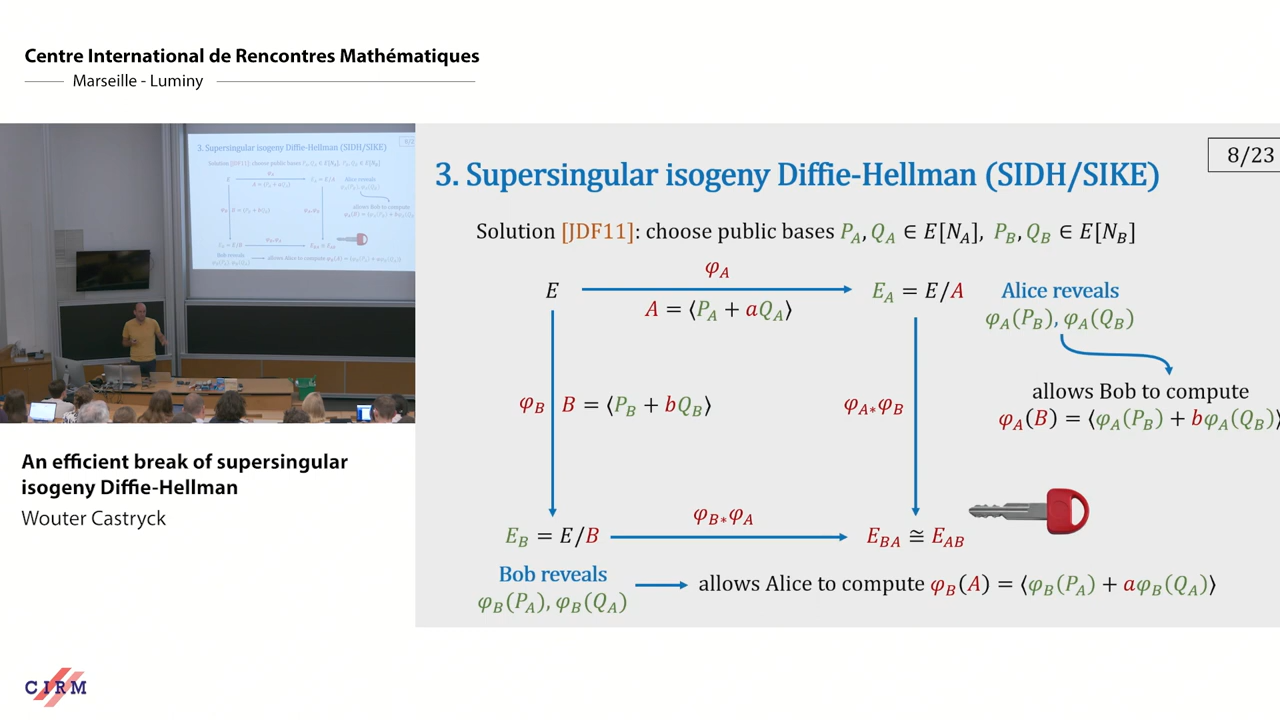 Centre International de Rencontres Mathématiques
Marseille - Luminy
8/23
3. Supersingular isogeny Diffie-Hellman (SIDH/SIKE)
Solution [JDF11]: choose public bases P_A, Q_A ∈ E[N_A], P_B, Q_B ∈ E[N_B]
φ_A
E
E_A = E/A
A = ⟨P_A + aQ_A⟩
Alice reveals
φ_A(P_B), φ_A(Q_B)
allows Bob to compute
φ_A(B) = ⟨φ_A(P_B) + bφ_A(Q_B)⟩
φ_B
B = ⟨P_B + bQ_B⟩
φ_A*φ_B
φ_B*φ_A
E_B = E/B
E_BA ≅ E_AB
Bob reveals
φ_B(P_A), φ_B(Q_A)
allows Alice to compute φ_B(A) = ⟨φ_B(P_A) + aφ_B(Q_A)⟩
An efficient break of supersingular
isogeny Diffie-Hellman
Wouter Castryck
CIRM